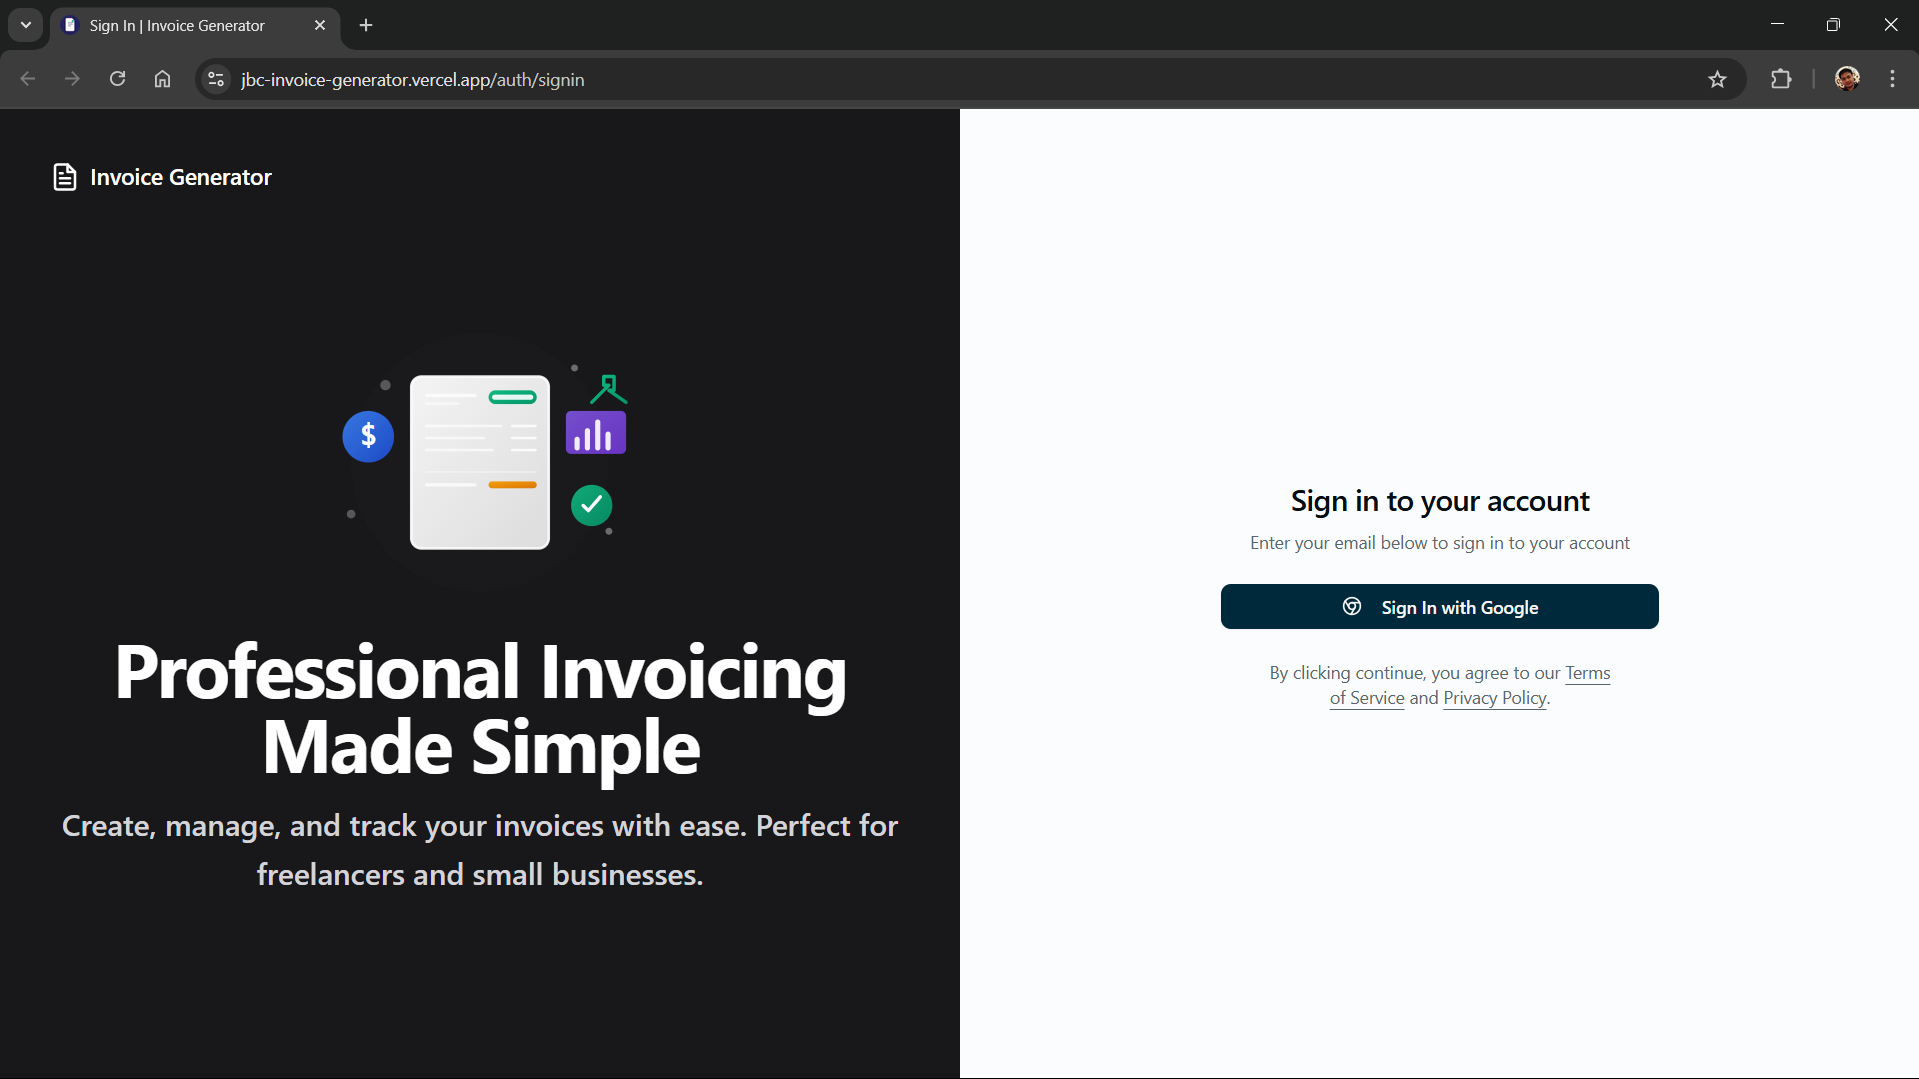 Sign In | Invoice Generator
jbc-invoice-generator.vercel.app/auth/signin
Invoice Generator
$
Professional Invoicing
Made Simple
Create, manage, and track your invoices with ease. Perfect for
freelancers and small businesses.
Sign in to your account
Enter your email below to sign in to your account
Sign In with Google
By clicking continue, you agree to our Terms
of Service and Privacy Policy.